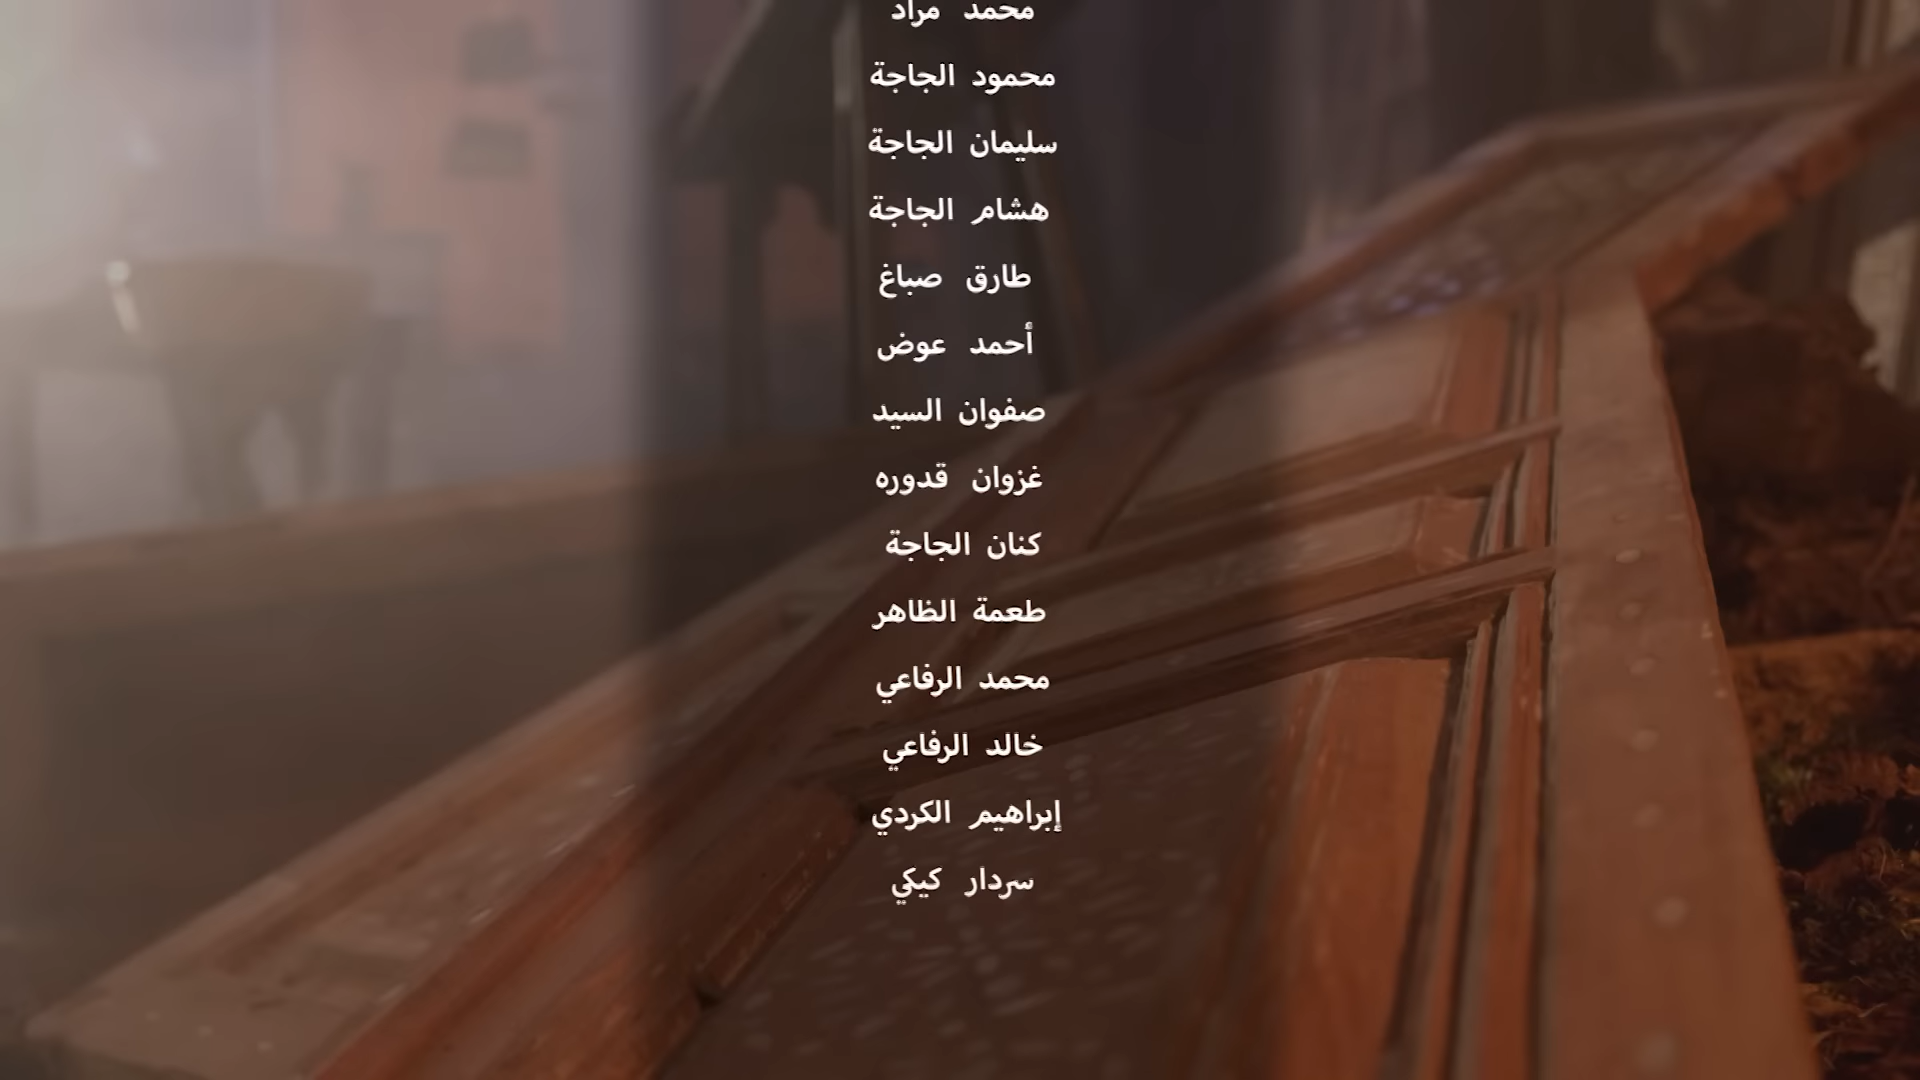 محمد مراد
محمود الجاجة
سليمان الجاجة
هشام الجاجة
طارق صباغ
أحمد عوض
صفوان السيد
غزوان قدوره
كنان الجاجة
طعمة الظاهر
محمد الرفاعي
خالد الرفاعي
إبراهيم الكردي
سردار كيكي